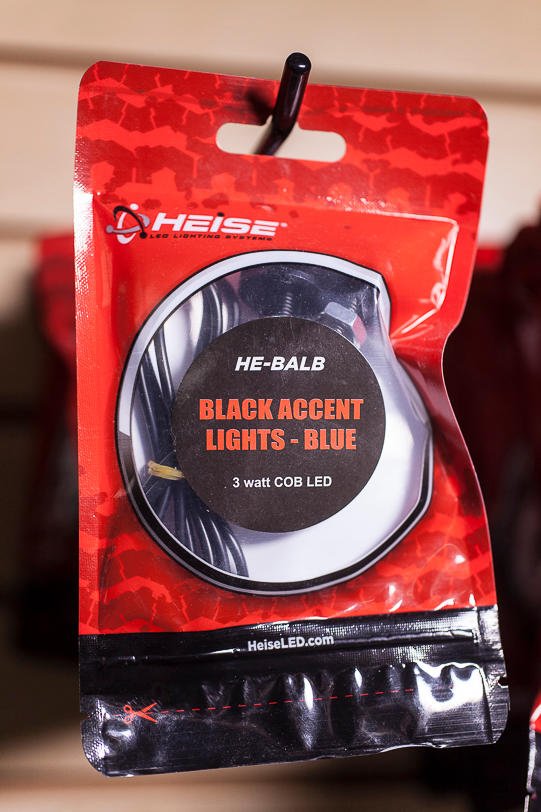 HEISE
LED LIGHTING SYSTEMS
HE-BALB
BLACK ACCENT
LIGHTS - BLUE
3 watt COB LED
HeiseLED.com